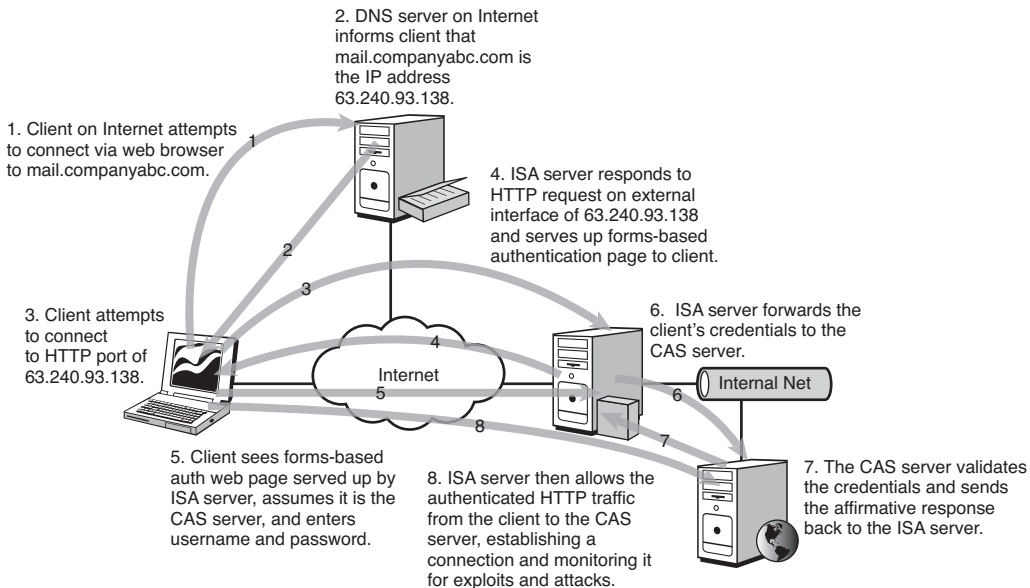 2. DNS server on Internet
informs client that
mail.companyabc.com is
the IP address
63.240.93.138.
1. Client on Internet attempts
to connect via web browser
to mail.companyabc.com.
1
4. ISA server responds to
HTTP request on external
interface of 63.240.93.138
and serves up forms-based
authentication page to client.
2
3
3. Client attempts
to connect
to HTTP port of
63.240.93.138.
6. ISA server forwards the
client's credentials to the
CAS server.
4
Internet
5
6
Internal Net
8
7
5. Client sees forms-based
auth web page served up by
ISA server, assumes it is the
CAS server, and enters
username and password.
8. ISA server then allows the
authenticated HTTP traffic
from the client to the CAS
server, establishing a
connection and monitoring it
for exploits and attacks.
7. The CAS server validates
the credentials and sends
the affirmative response
back to the ISA server.